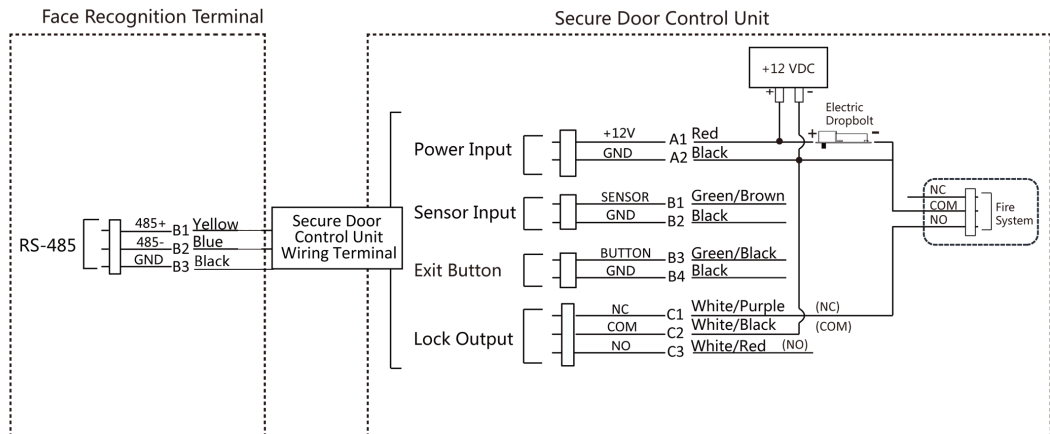 Face Recognition Terminal
Secure Door Control Unit
+12 VDC
+ -
Electric
Dropbolt
+ -
Power Input
+12V A1 Red
GND A2 Black
Sensor Input
SENSOR B1 Green/Brown
GND B2 Black
NC
COM
NO
Fire
System
RS-485
485+ B1 Yellow
485- B2 Blue
GND B3 Black
Secure Door
Control Unit
Wiring Terminal
Exit Button
BUTTON B3 Green/Black
GND B4 Black
Lock Output
NC C1 White/Purple (NC)
COM C2 White/Black (COM)
NO C3 White/Red (NO)